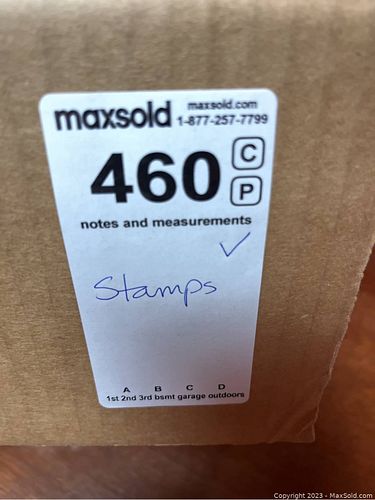 maxsold maxsold.com
1-877-257-7799
460 C
P
notes and measurements
✓
Stamps
A B C D
1st 2nd 3rd bsmt garage outdoors
Copyright © 2023 - MaxSold.com